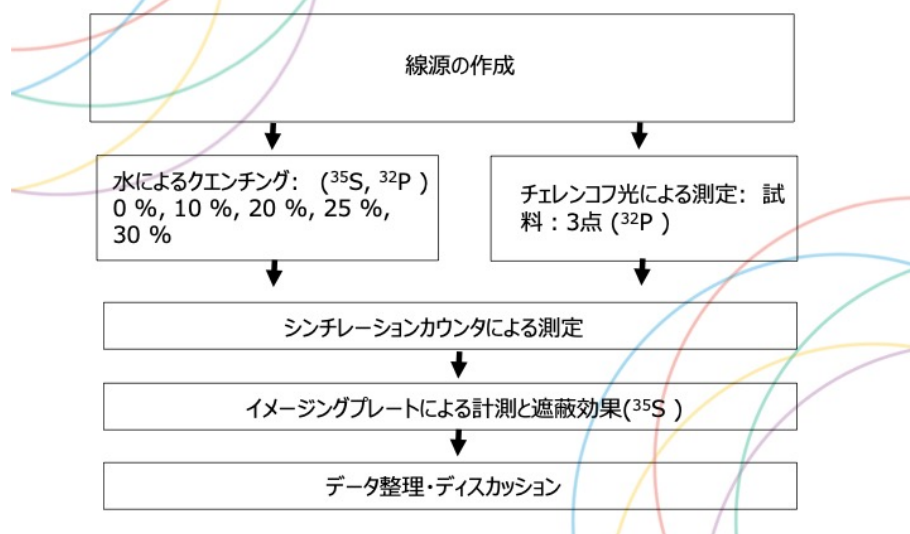 線源の作成
水によるクエンチング： (³⁵S, ³²P )
0 %, 10 %, 20 %, 25 %,
30 %
チェレンコフ光による測定： 試
料：3点 (³²P )
シンチレーションカウンタによる測定
イメージングプレートによる計測と遮蔽効果(³⁵S )
データ整理・ディスカッション